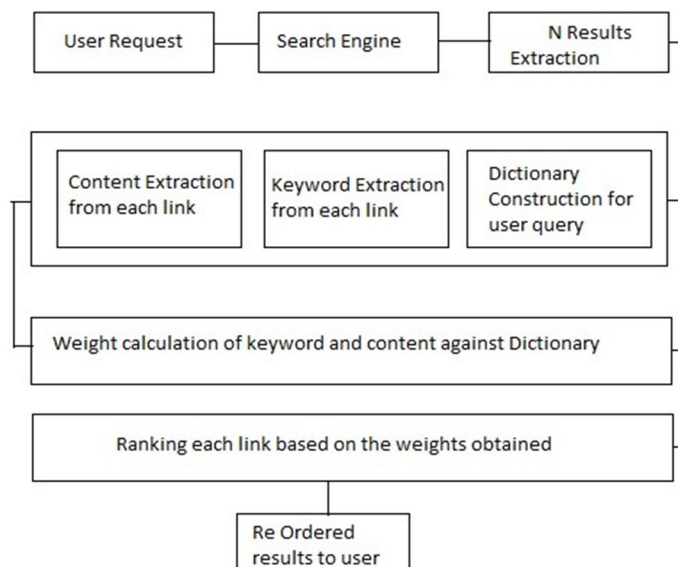 User Request
Search Engine
N Results
Extraction
Content Extraction
from each link
Keyword Extraction
from each link
Dictionary
Construction for
user query
Weight calculation of keyword and content against Dictionary
Ranking each link based on the weights obtained
Re Ordered
results to user